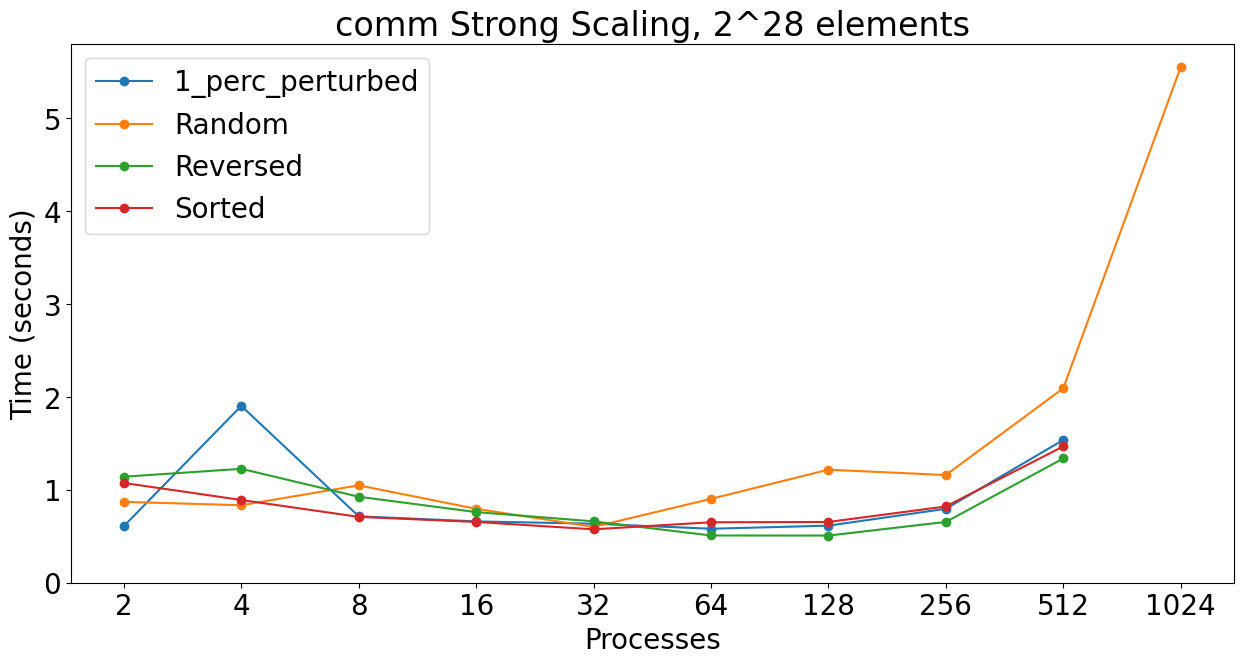 comm Strong Scaling, 2^28 elements
1_perc_perturbed
Random
Reversed
Sorted
Time (seconds)
5
4
3
2
1
0
2 4 8 16 32 64 128 256 512 1024
Processes